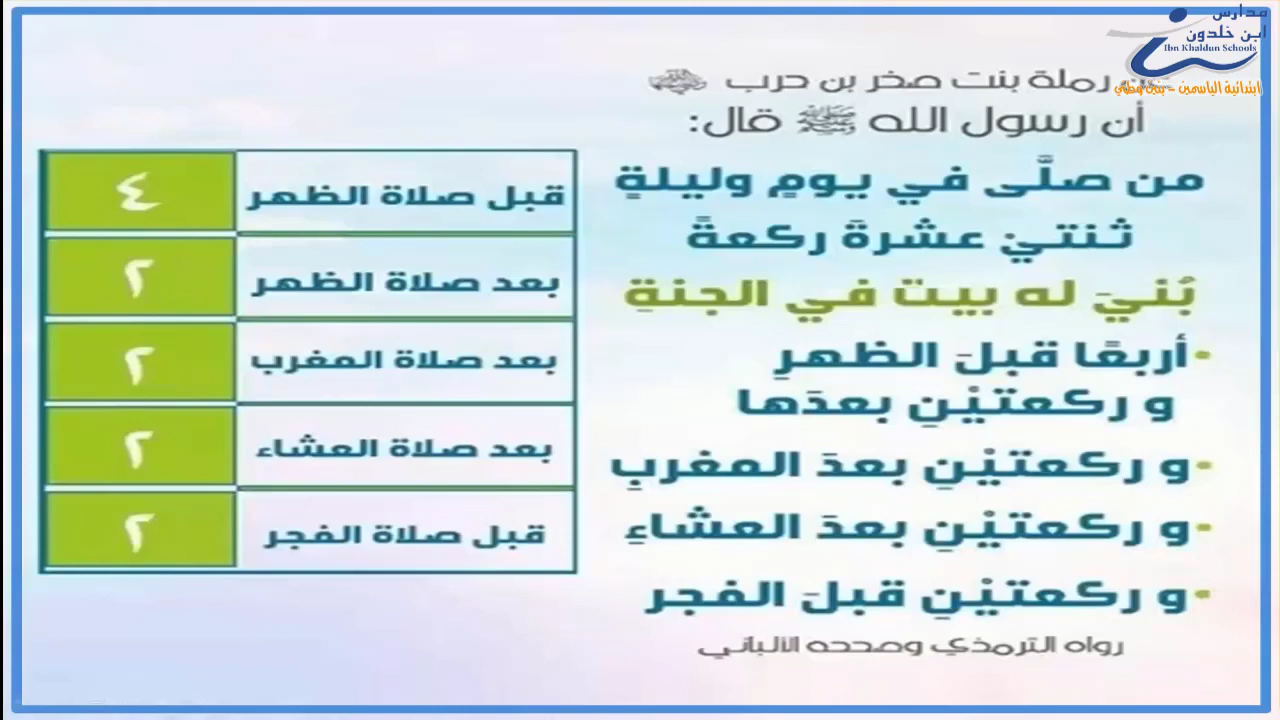 مدارس
ابن خلدون
Ibn Khaldun Schools
ابتدائية الياسمين - بنين
رملة بنت صخر بن حرب
أن رسول الله ﷺ قال:
من صلَّى في يومٍ وليلةٍ
ثنتيْ عشرةَ ركعةً
بُنيَ له بيت في الجنةِ
•أربعًا قبلَ الظهرِ
و ركعتيْنِ بعدَها
•و ركعتيْنِ بعدَ المغربِ
•و ركعتيْنِ بعدَ العشاءِ
•و ركعتيْنِ قبلَ الفجر
رواه الترمذي وصححه الألباني
قبل صلاة الظهر ٤
بعد صلاة الظهر ٢
بعد صلاة المغرب ٢
بعد صلاة العشاء ٢
قبل صلاة الفجر ٢